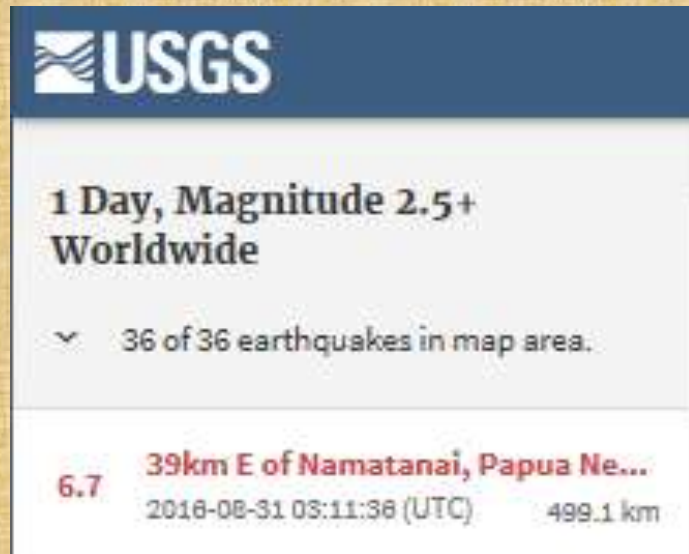 USGS
1 Day, Magnitude 2.5+
Worldwide
36 of 36 earthquakes in map area.
6.7 39km E of Namatanai, Papua Ne...
2016-08-31 03:11:36 (UTC) 499.1 km